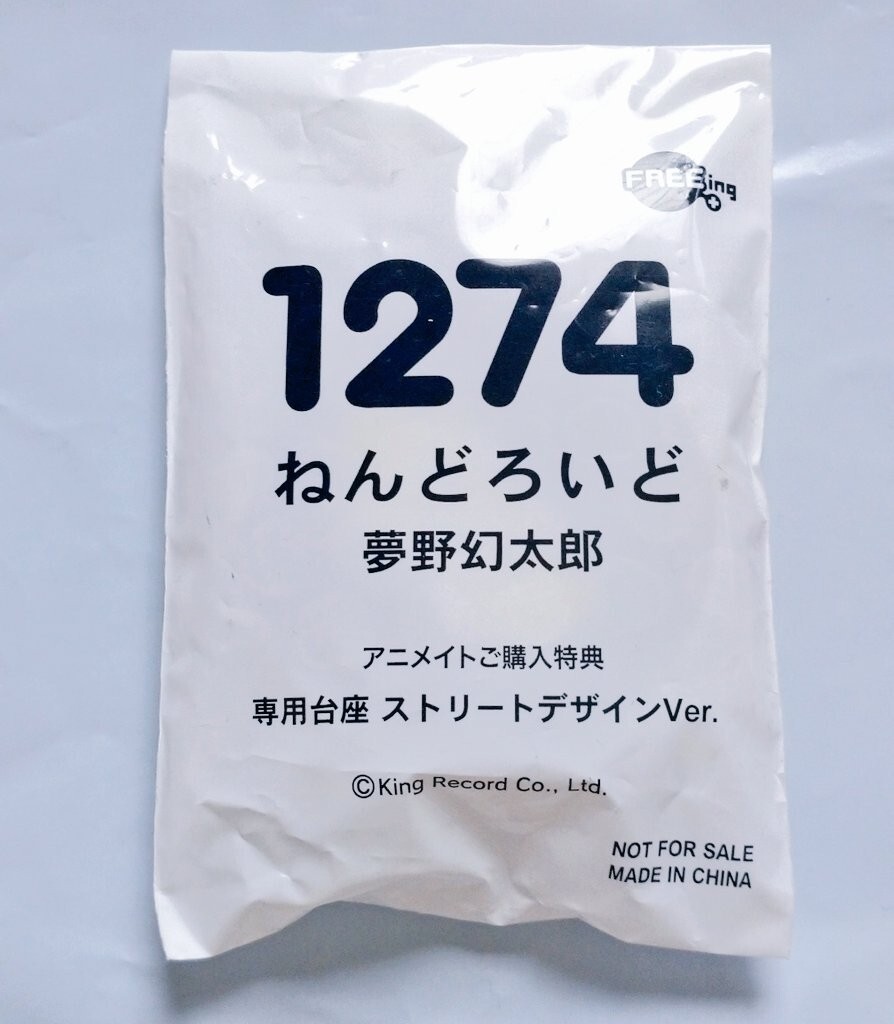 FREEing
1274
ねんどろいど
夢野幻太郎
アニメイトご購入特典
専用台座 ストリートデザインVer.
©King Record Co., Ltd.
NOT FOR SALE
MADE IN CHINA